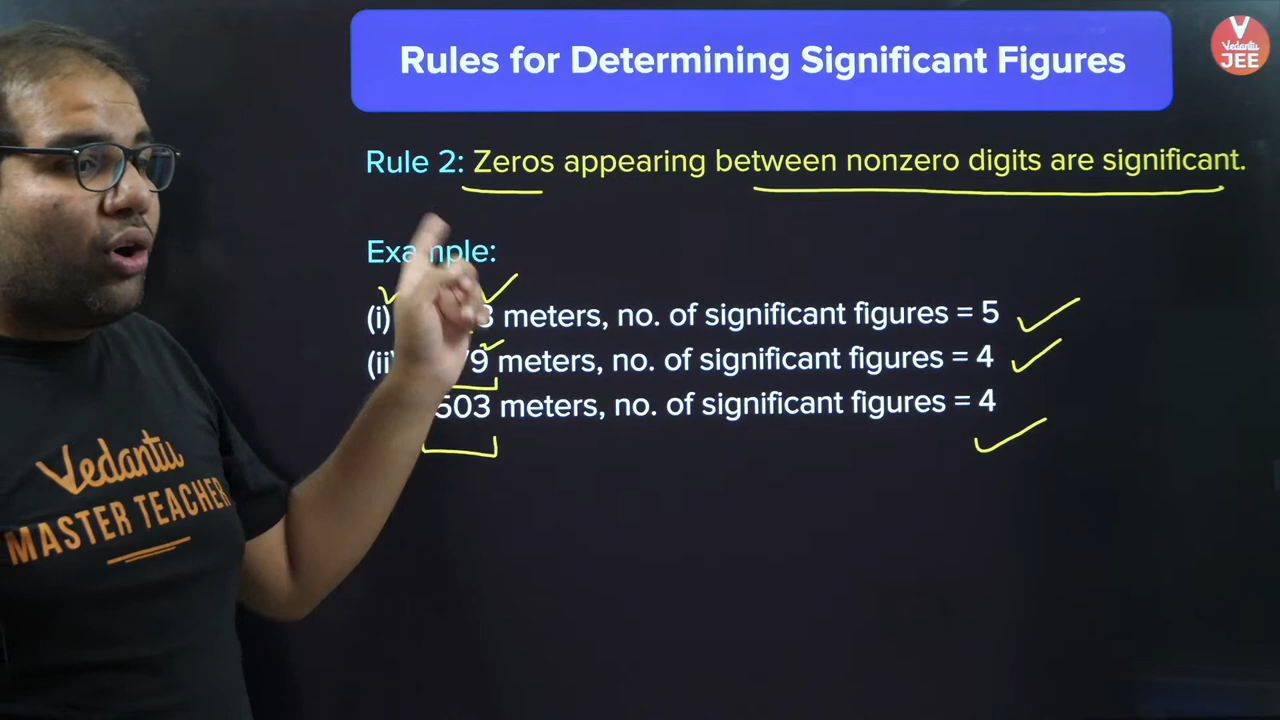 Rules for Determining Significant Figures
V
Vedantu
JEE
Rule 2: Zeros appearing between nonzero digits are significant.
Example:
(i) 3 meters, no. of significant figures = 5
(ii) 79 meters, no. of significant figures = 4
503 meters, no. of significant figures = 4
Vedantu
MASTER TEACHER